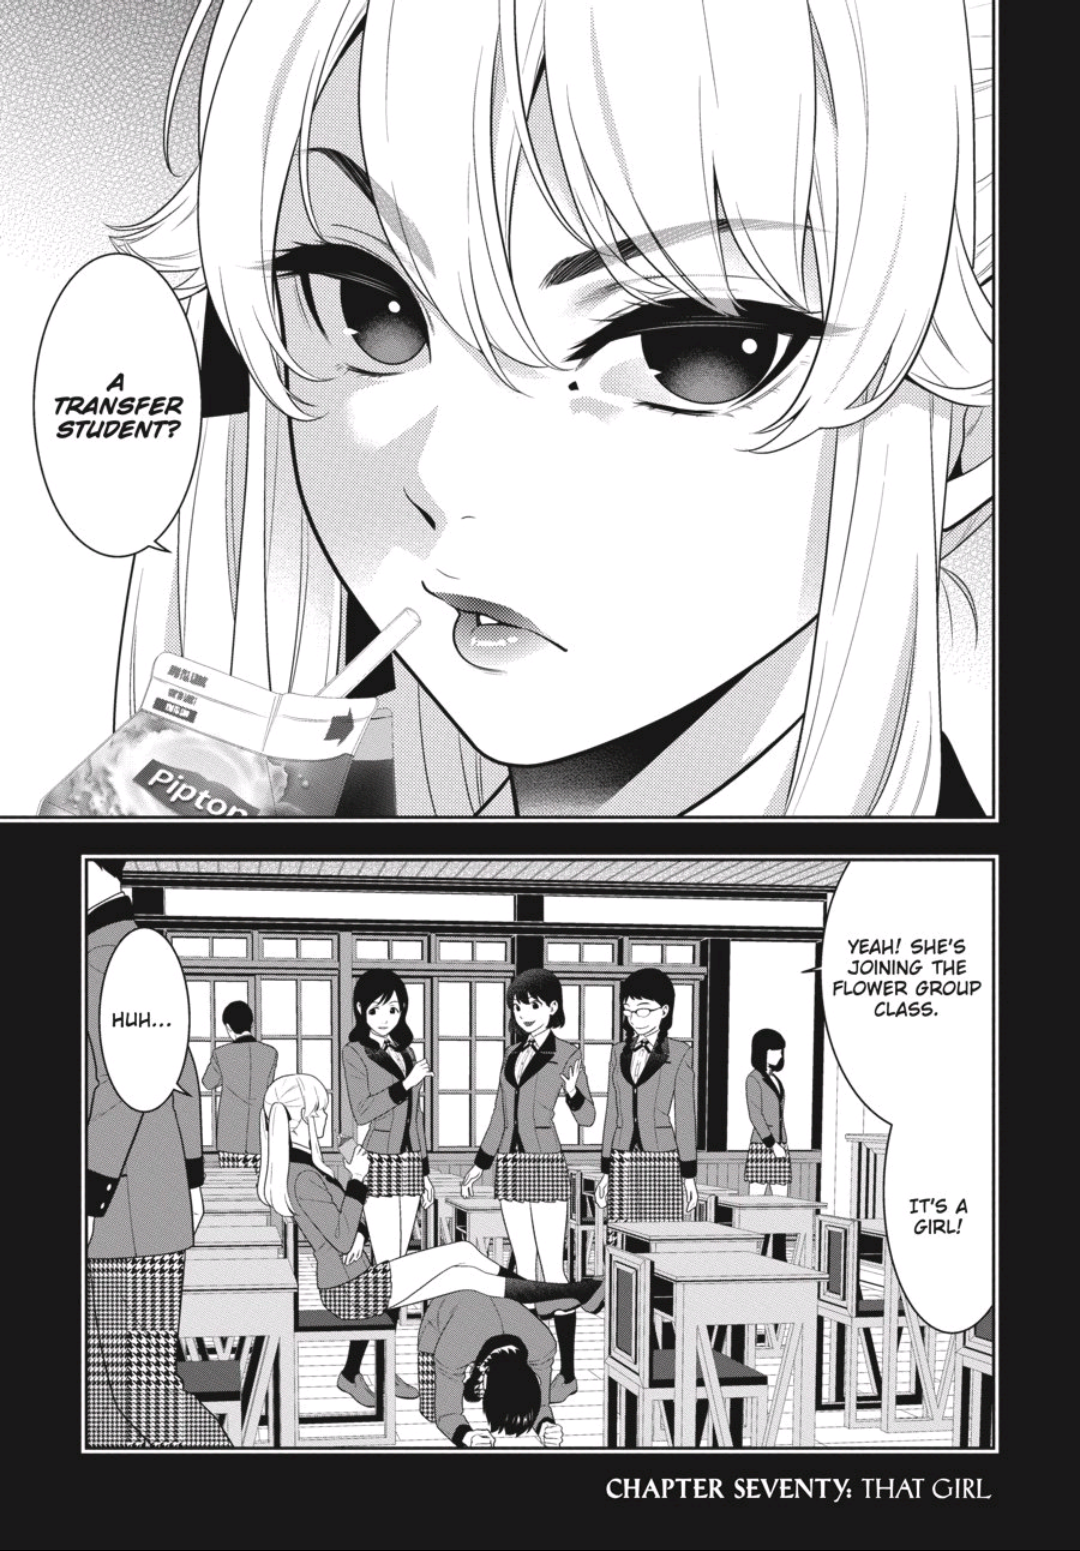 A
TRANSFER
STUDENT?
Pipton
YEAH! SHE'S
JOINING THE
FLOWER GROUP
CLASS.
IT'S A
GIRL!
HUH...
CHAPTER SEVENTY: THAT GIRL